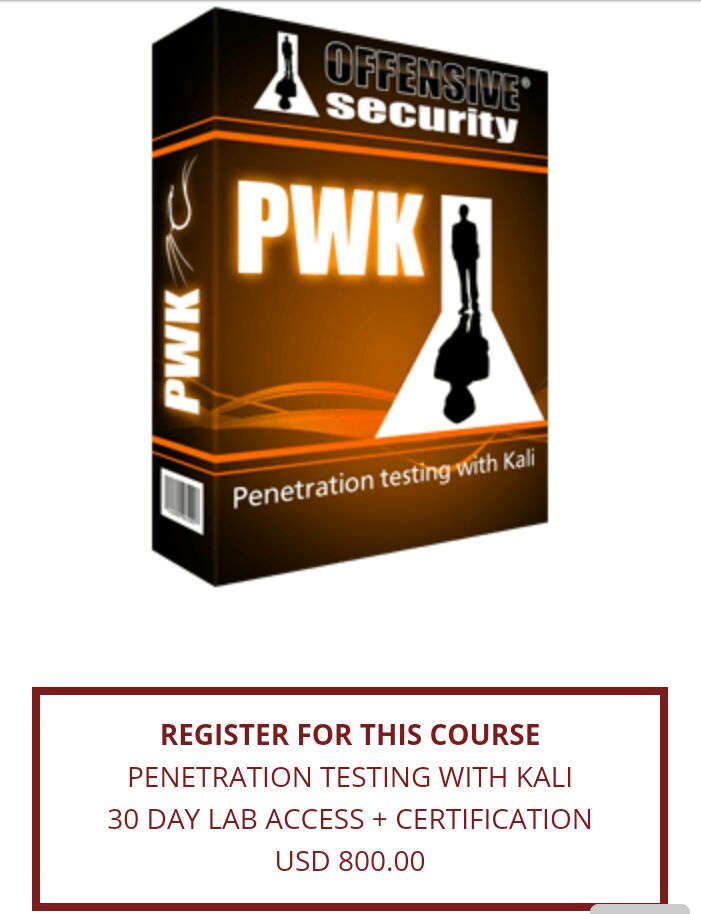 OFFENSIVE®
security
PWK
PWK
Penetration testing with Kali
REGISTER FOR THIS COURSE
PENETRATION TESTING WITH KALI
30 DAY LAB ACCESS + CERTIFICATION
USD 800.00